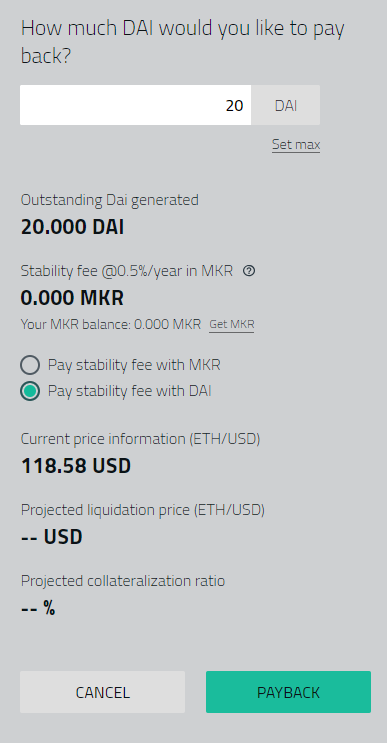 How much DAI would you like to pay
back?
20 DAI
Set max
Outstanding Dai generated
20.000 DAI
Stability fee @0.5%/year in MKR ?
0.000 MKR
Your MKR balance: 0.000 MKR Get MKR
Pay stability fee with MKR
Pay stability fee with DAI
Current price information (ETH/USD)
118.58 USD
Projected liquidation price (ETH/USD)
-- USD
Projected collateralization ratio
-- %
CANCEL PAYBACK